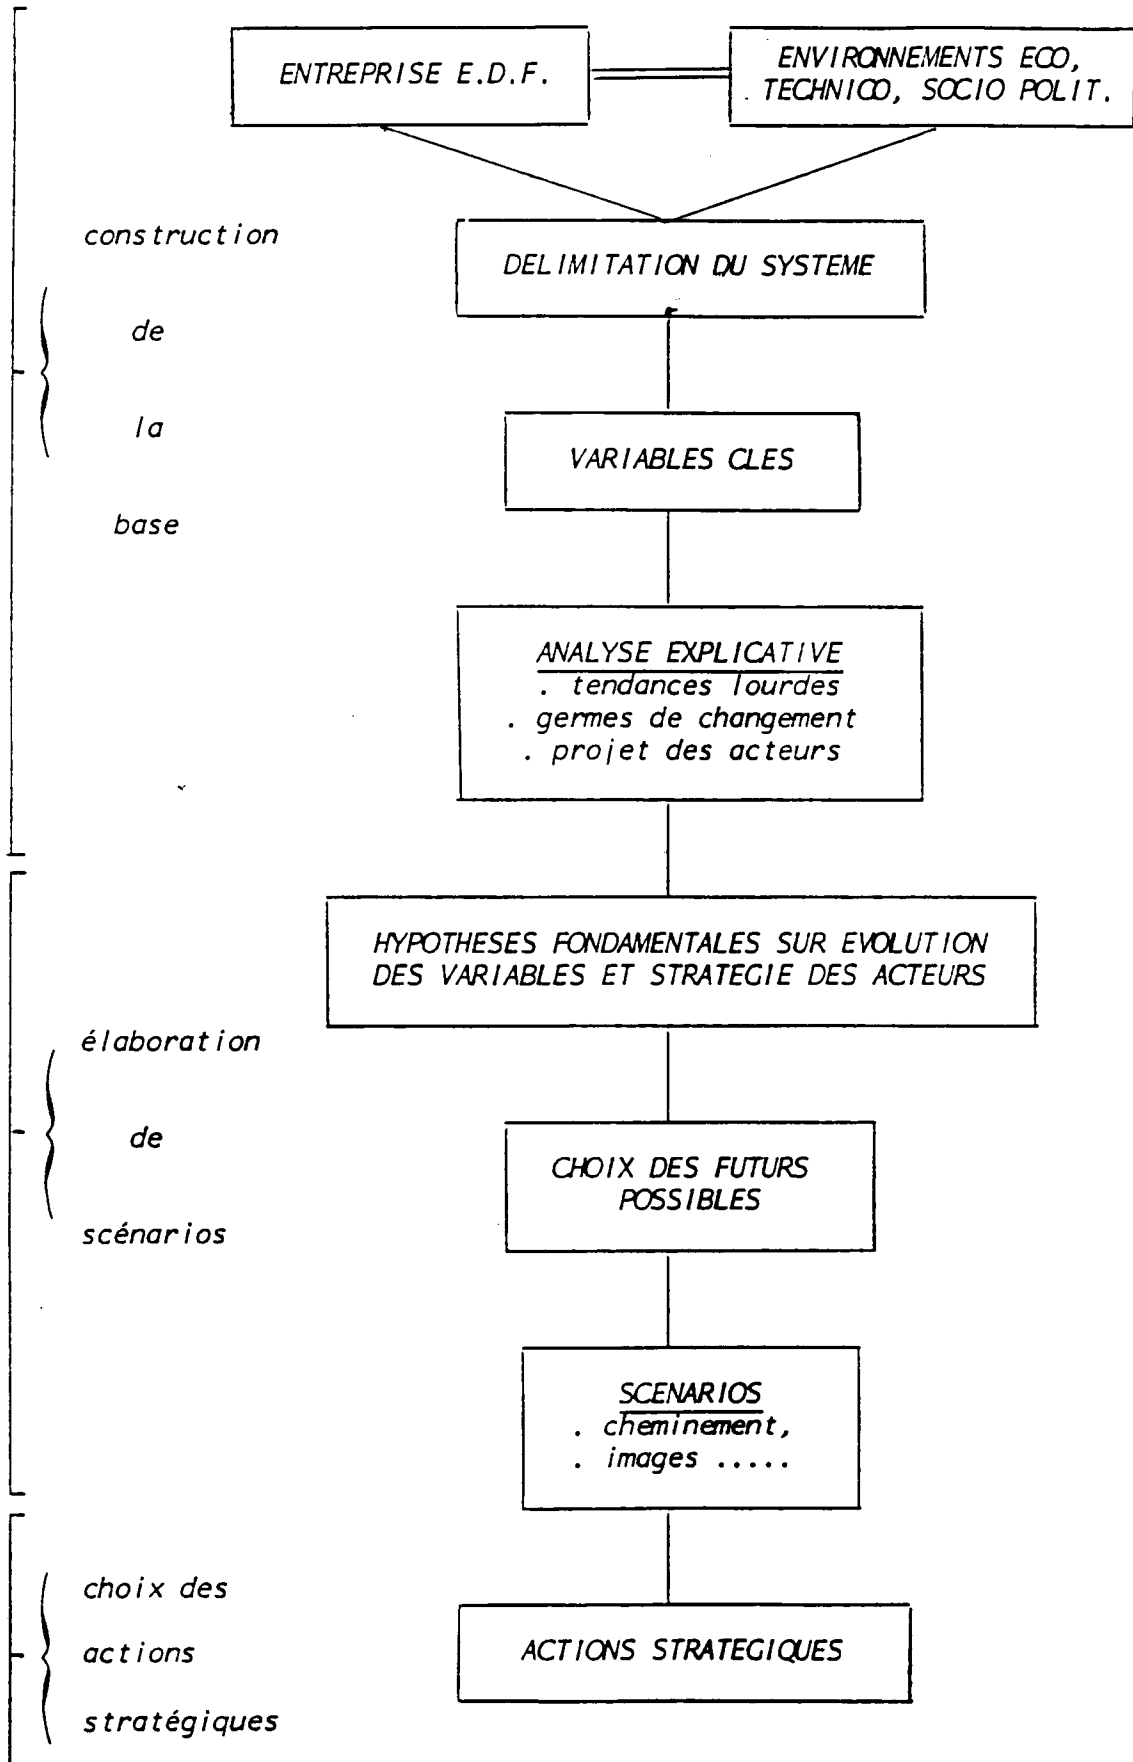 ENTREPRISE E.D.F.
ENVIRONNEMENTS ECO,
. TECHNICO, SOCIO POLIT.
construction
de
la
base
DELIMITATION DU SYSTEME
VARIABLES CLES
ANALYSE EXPLICATIVE
. tendances lourdes
. germes de changement
. projet des acteurs
HYPOTHESES FONDAMENTALES SUR EVOLUTION
DES VARIABLES ET STRATEGIE DES ACTEURS
élaboration
de
scénarios
CHOIX DES FUTURS
POSSIBLES
SCENARIOS
. cheminement,
. images .....
choix des
actions
stratégiques
ACTIONS STRATEGIQUES